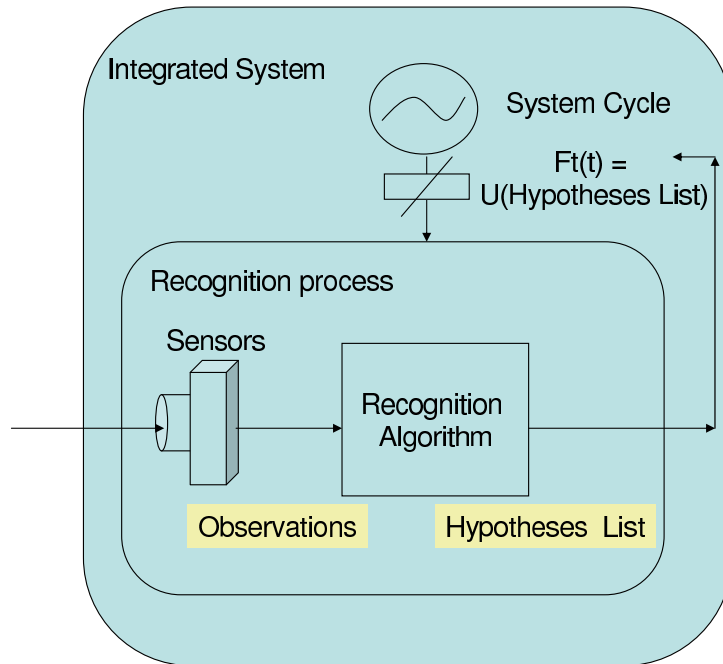 Integrated System
System Cycle
Ft(t) =
U(Hypotheses List)
Recognition process
Sensors
Recognition
Algorithm
Observations
Hypotheses List